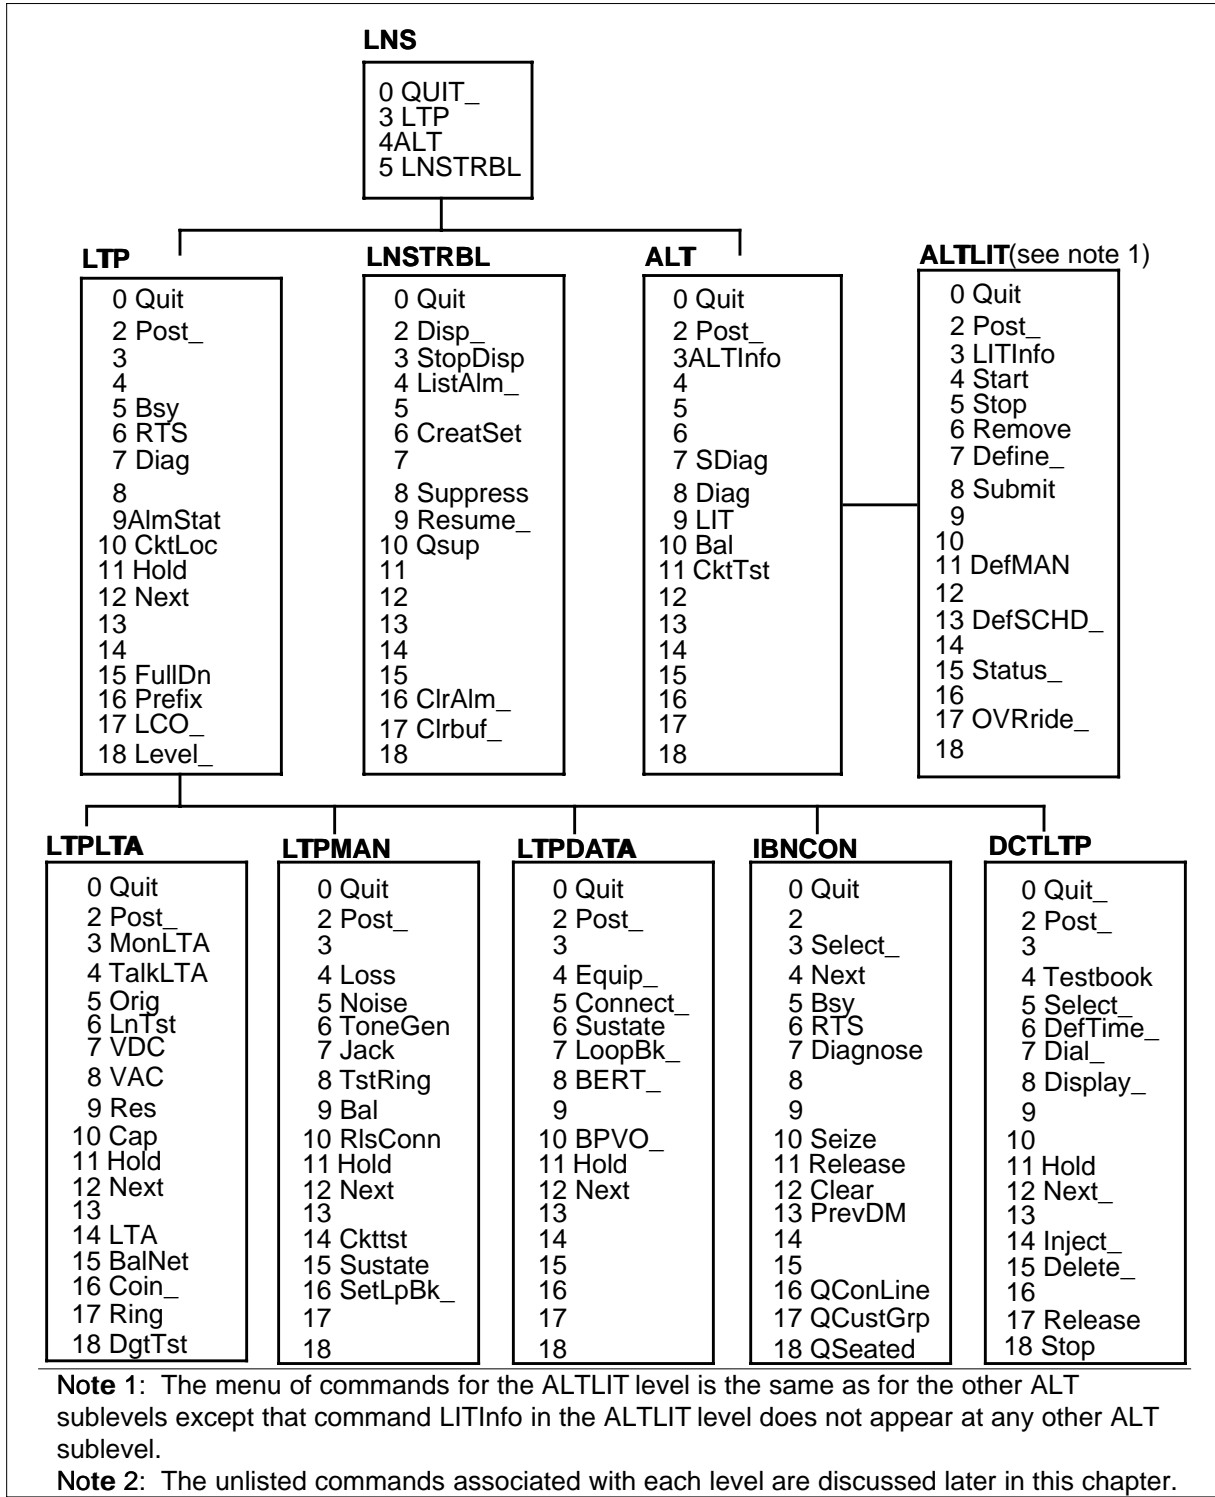 LNS
0 QUIT_
3 LTP
4ALT
5 LNSTRBL
LTP
0 Quit
2 Post_
3
4
5 Bsy
6 RTS
7 Diag
8
9AlmStat
10 CktLoc
11 Hold
12 Next
13
14
15 FullDn
16 Prefix
17 LCO_
18 Level_
LNSTRBL
0 Quit
2 Disp_
3 StopDisp
4 ListAlm_
5
6 CreatSet
7
8 Suppress
9 Resume_
10 Qsup
11
12
13
14
15
16 ClrAlm_
17 Clrbuf_
18
ALT
0 Quit
2 Post_
3ALTInfo
4
5
6
7 SDiag
8 Diag
9 LIT
10 Bal
11 CktTst
12
13
14
15
16
17
18
ALTLIT(see note 1)
0 Quit
2 Post_
3 LITInfo
4 Start
5 Stop
6 Remove
7 Define_
8 Submit
9
10
11 DefMAN
12
13 DefSCHD_
14
15 Status_
16
17 OVRride_
18
LTPLTA
0 Quit
2 Post_
3 MonLTA
4 TalkLTA
5 Orig
6 LnTst
7 VDC
8 VAC
9 Res
10 Cap
11 Hold
12 Next
13
14 LTA
15 BalNet
16 Coin_
17 Ring
18 DgtTst
LTPMAN
0 Quit
2 Post_
3
4 Loss
5 Noise
6 ToneGen
7 Jack
8 TstRing
9 Bal
10 RlsConn
11 Hold
12 Next
13
14 Ckttst
15 Sustate
16 SetLpBk_
17
18
LTPDATA
0 Quit
2 Post_
3
4 Equip_
5 Connect_
6 Sustate
7 LoopBk_
8 BERT_
9
10 BPVO_
11 Hold
12 Next
13
14
15
16
17
18
IBNCON
0 Quit
2
3 Select_
4 Next
5 Bsy
6 RTS
7 Diagnose
8
9
10 Seize
11 Release
12 Clear
13 PrevDM
14
15
16 QConLine
17 QCustGrp
18 QSeated
DCTLTP
0 Quit_
2 Post_
3
4 Testbook
5 Select_
6 DefTime_
7 Dial_
8 Display_
9
10
11 Hold
12 Next_
13
14 Inject_
15 Delete_
16
17 Release
18 Stop
Note 1:  The menu of commands for the ALTLIT level is the same as for the other ALT
sublevels except that command LITInfo in the ALTLIT level does not appear at any other ALT
sublevel.
Note 2:  The unlisted commands associated with each level are discussed later in this chapter.